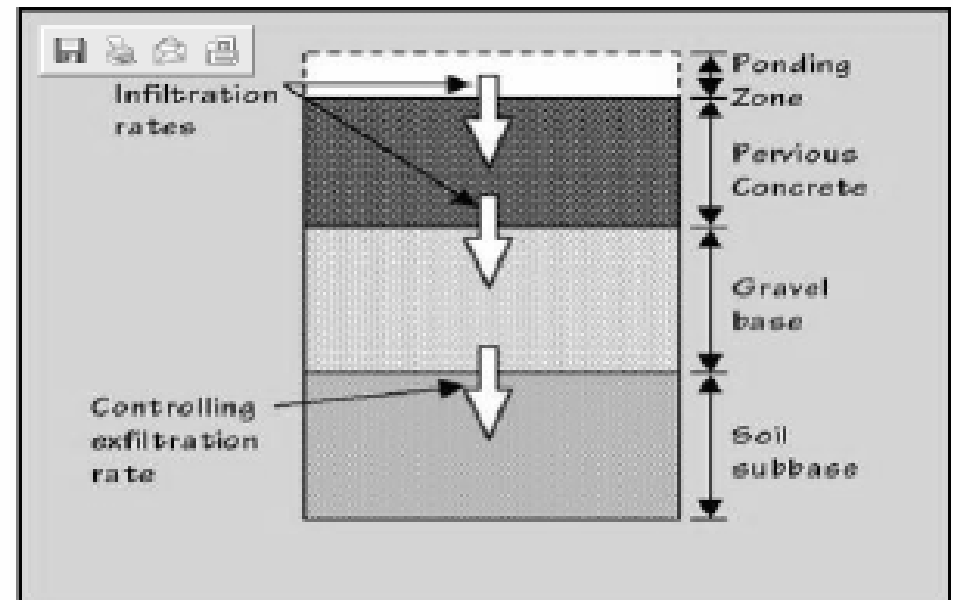 Infiltration
rates
Ponding
Zone
Pervious
Concrete
Gravel
base
Controlling
exfiltration
rate
Soil
subbase